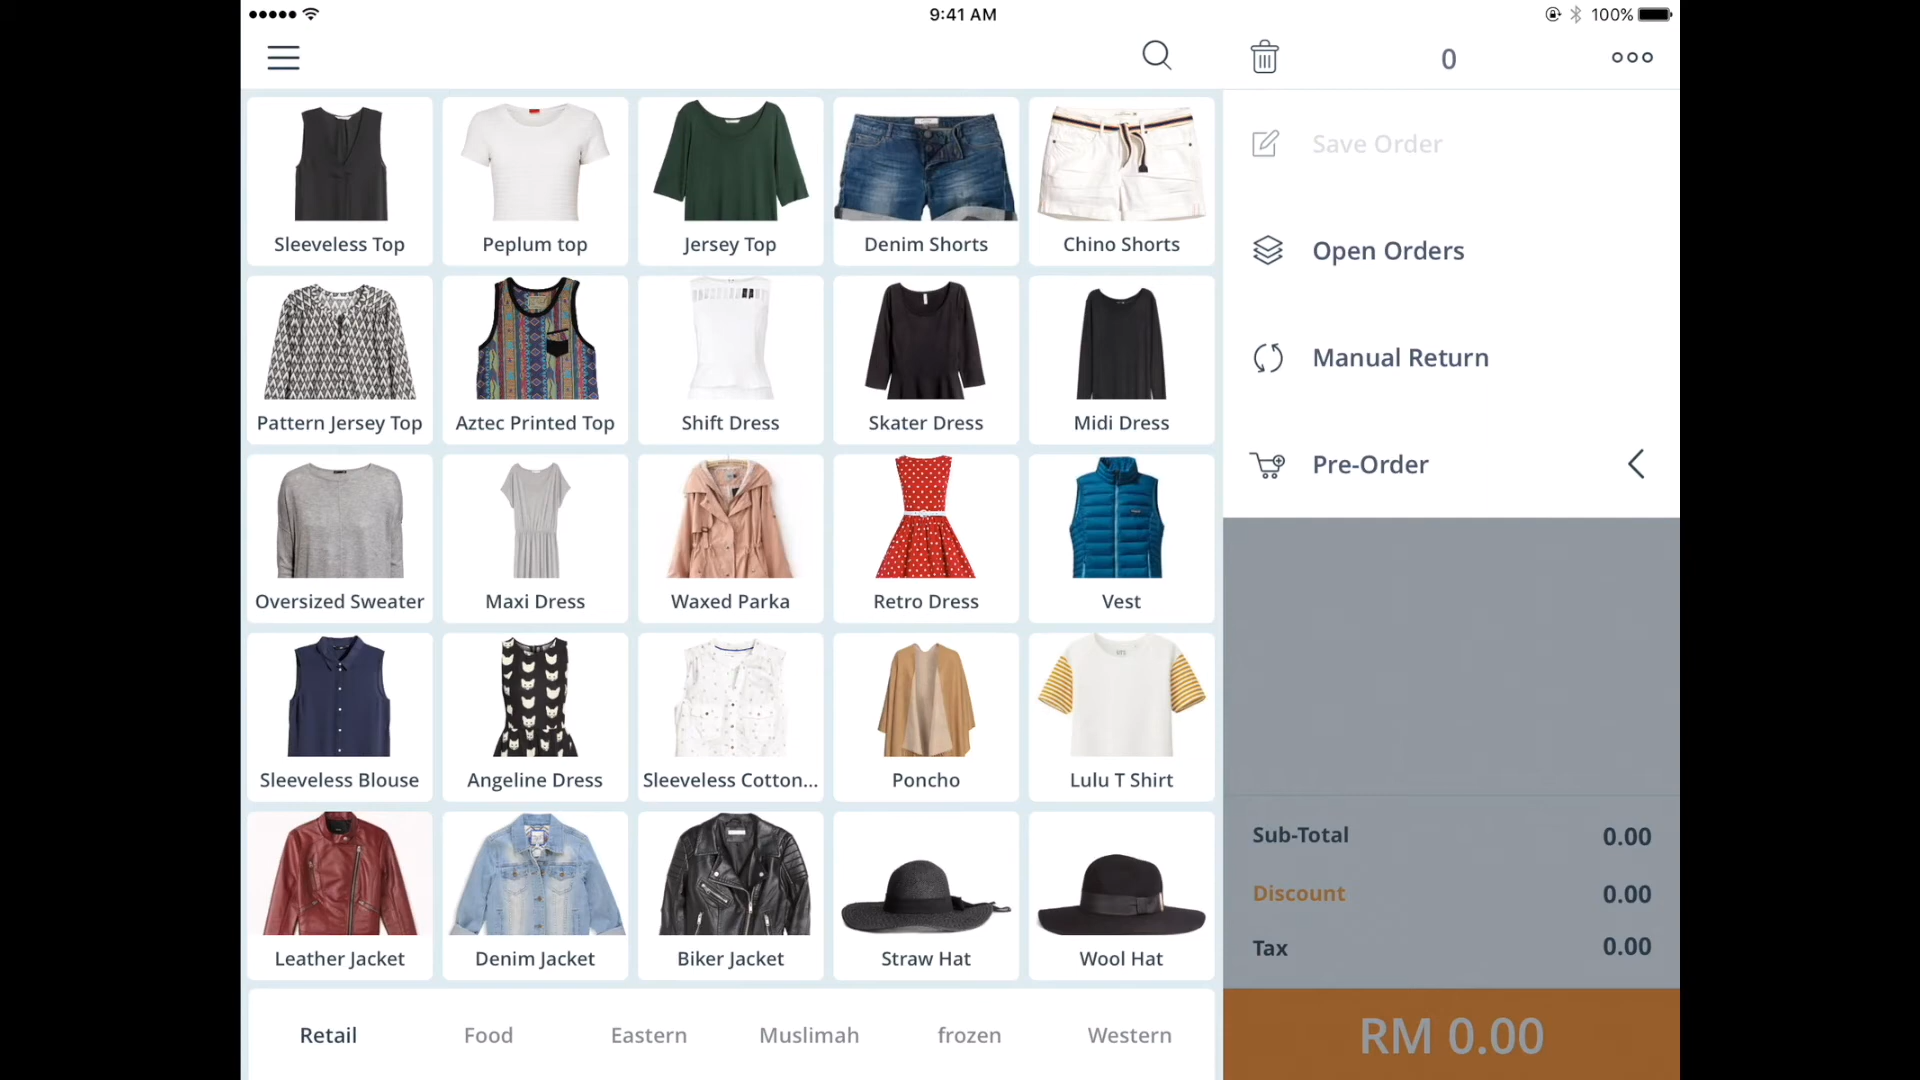 9:41 AM
100%
0
Sleeveless Top
Peplum top
Jersey Top
Denim Shorts
Chino Shorts
Save Order
Open Orders
Pattern Jersey Top
Aztec Printed Top
Shift Dress
Skater Dress
Midi Dress
Manual Return
Pre-Order
Oversized Sweater
Maxi Dress
Waxed Parka
Retro Dress
Vest
Sleeveless Blouse
Angeline Dress
Sleeveless Cotton...
Poncho
Lulu T Shirt
Leather Jacket
Denim Jacket
Biker Jacket
Straw Hat
Wool Hat
Sub-Total 0.00
Discount 0.00
Tax 0.00
Retail
Food
Eastern
Muslimah
frozen
Western
RM 0.00